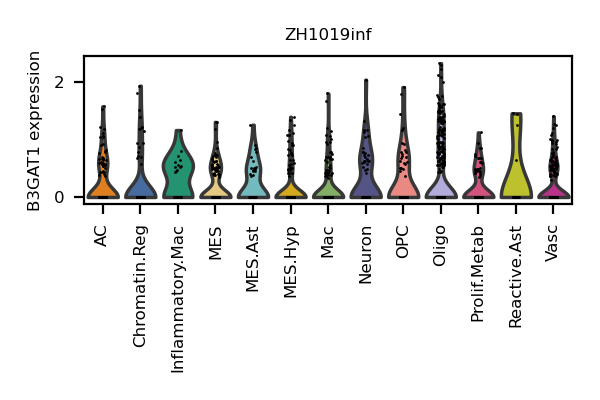 ZH1019inf
B3GAT1 expression
2
0
AC
Chromatin.Reg
Inflammatory.Mac
MES
MES.Ast
MES.Hyp
Mac
Neuron
OPC
Oligo
Prolif.Metab
Reactive.Ast
Vasc